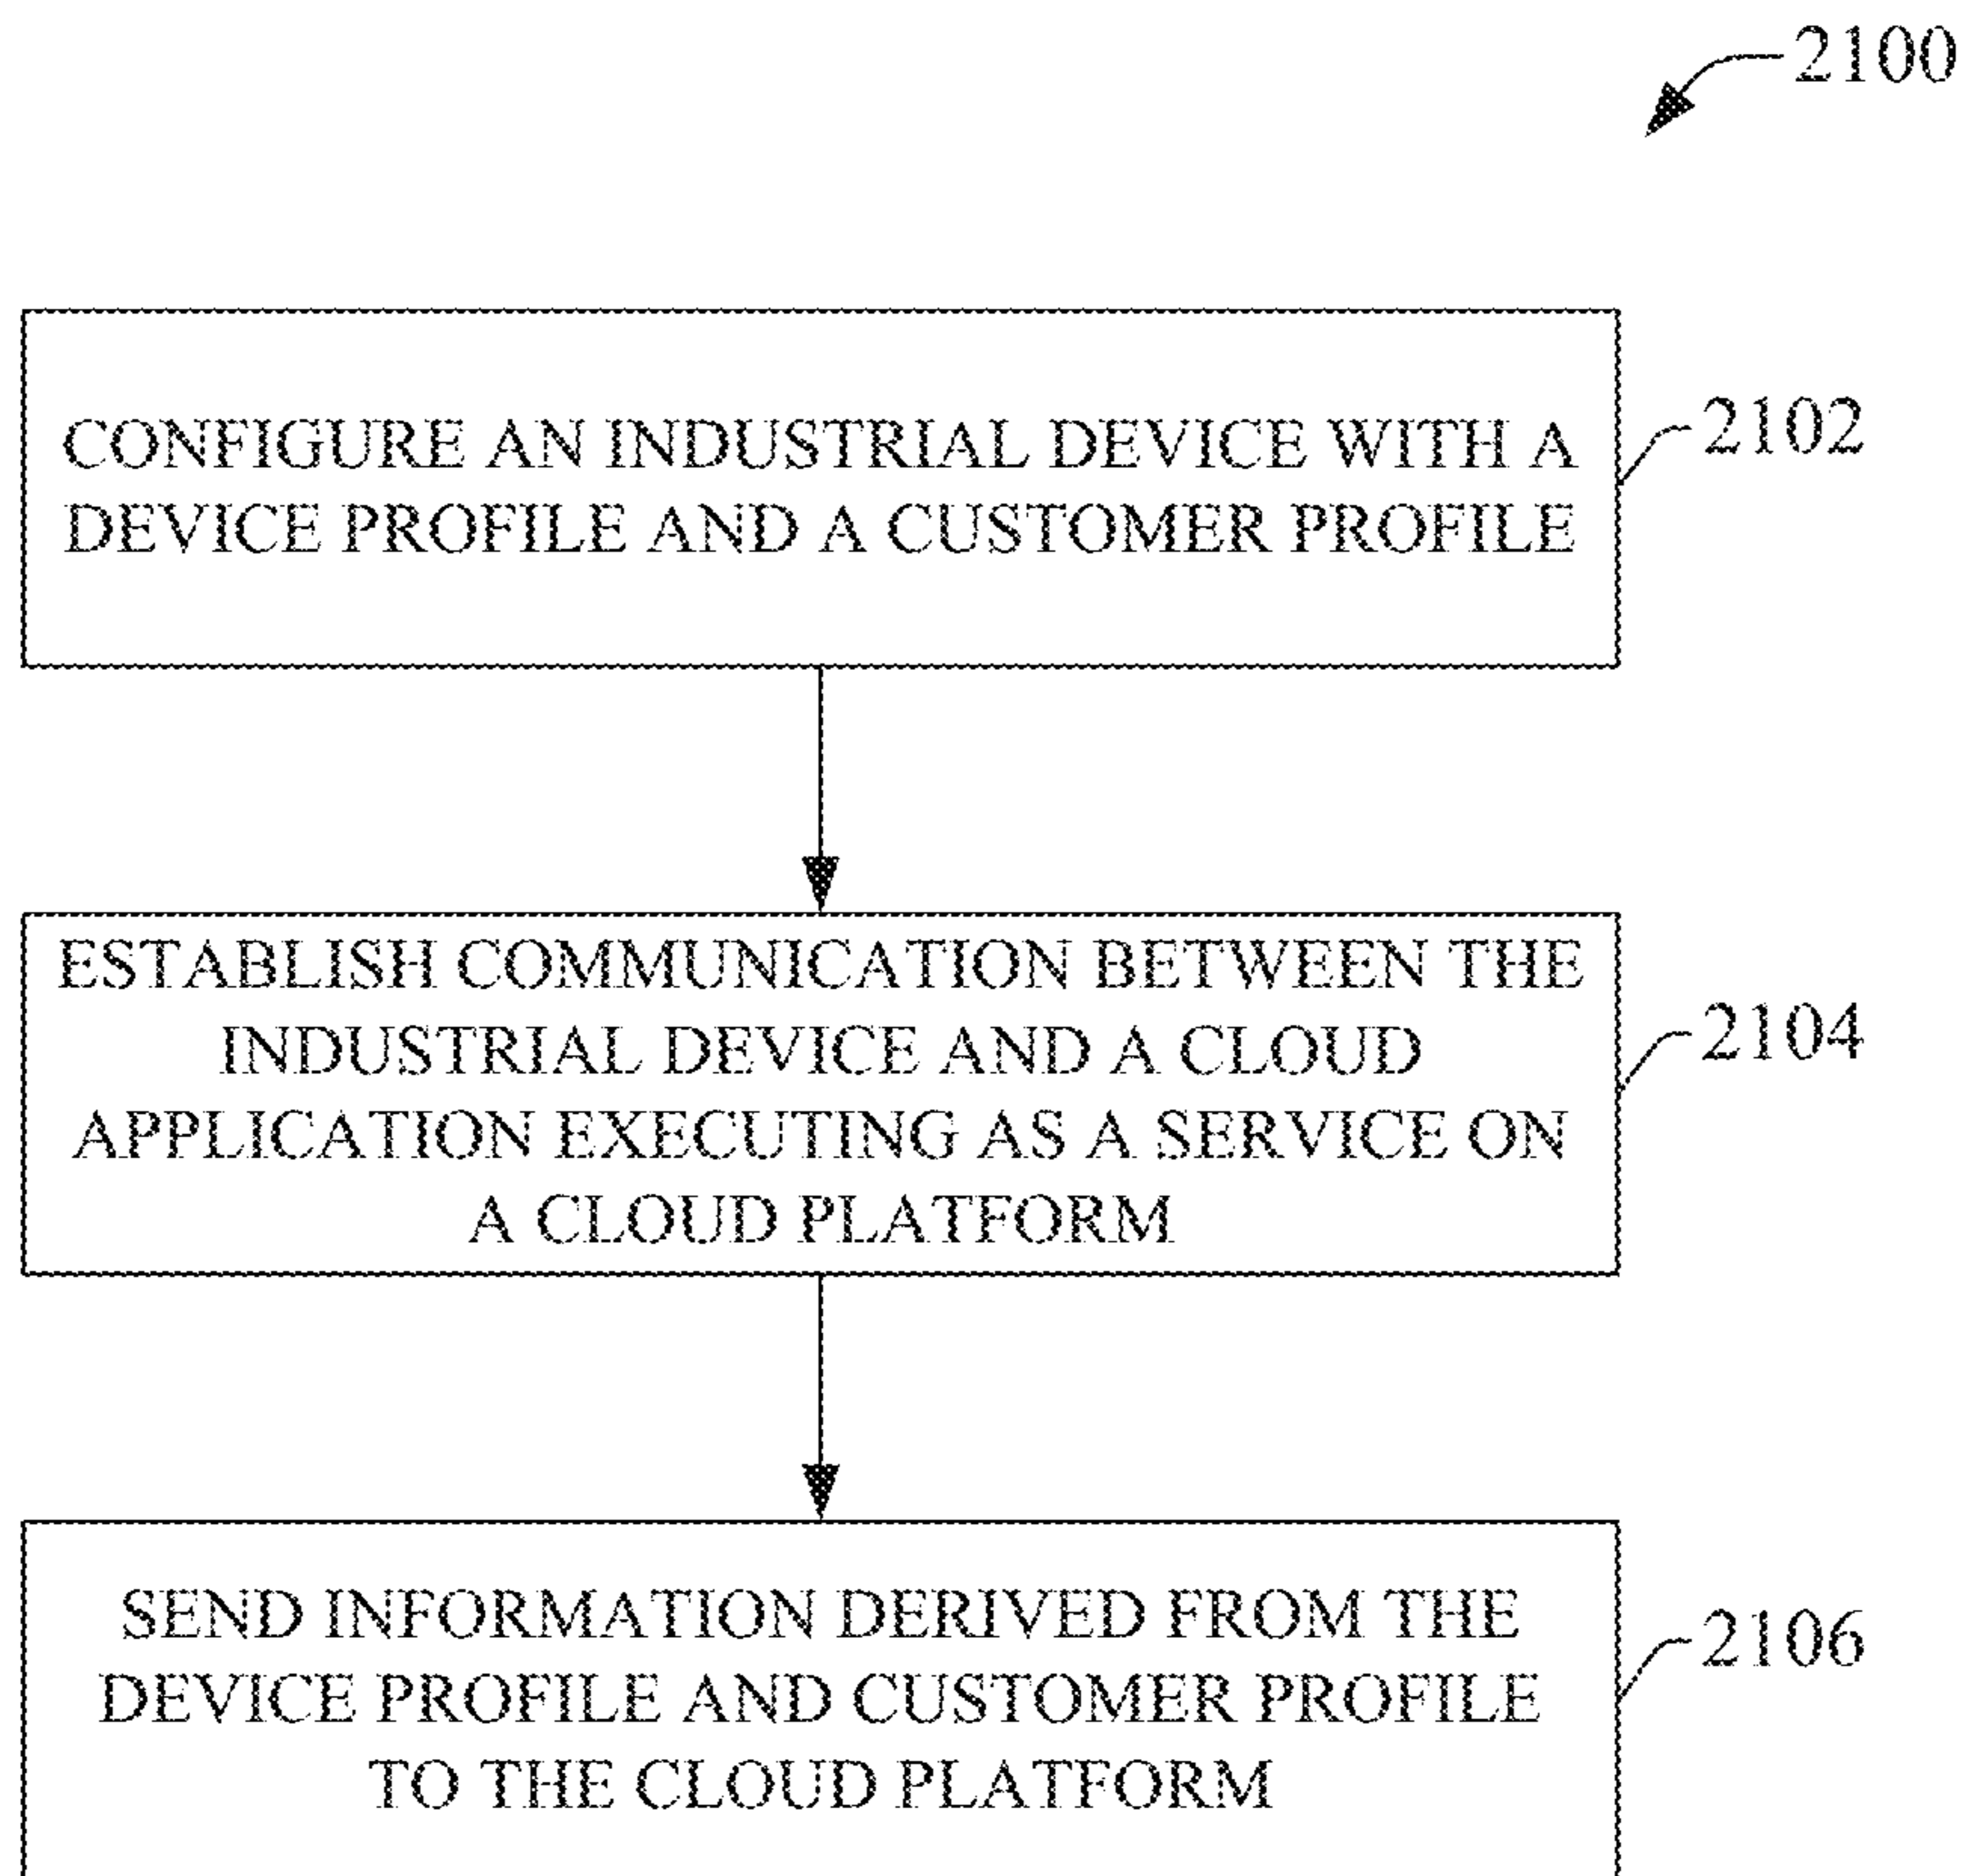 2100
CONFIGURE AN INDUSTRIAL DEVICE WITH A
DEVICE PROFILE AND A CUSTOMER PROFILE
2102
ESTABLISH COMMUNICATION BETWEEN THE
INDUSTRIAL DEVICE AND A CLOUD
APPLICATION EXECUTING AS A SERVICE ON
A CLOUD PLATFORM
2104
SEND INFORMATION DERIVED FROM THE
DEVICE PROFILE AND CUSTOMER PROFILE
TO THE CLOUD PLATFORM
2106